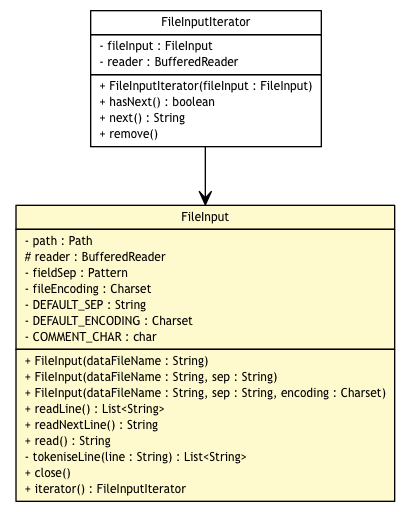 FileInputIterator
- fileInput : FileInput
- reader : BufferedReader
+ FileInputIterator(fileInput : FileInput)
+ hasNext() : boolean
+ next() : String
+ remove()
FileInput
- path : Path
# reader : BufferedReader
- fieldSep : Pattern
- fileEncoding : Charset
- DEFAULT_SEP : String
- DEFAULT_ENCODING : Charset
- COMMENT_CHAR : char
+ FileInput(dataFileName : String)
+ FileInput(dataFileName : String, sep : String)
+ FileInput(dataFileName : String, sep : String, encoding : Charset)
+ readLine() : List<String>
+ readNextLine() : String
+ read() : String
- tokeniseLine(line : String) : List<String>
+ close()
+ iterator() : FileInputIterator